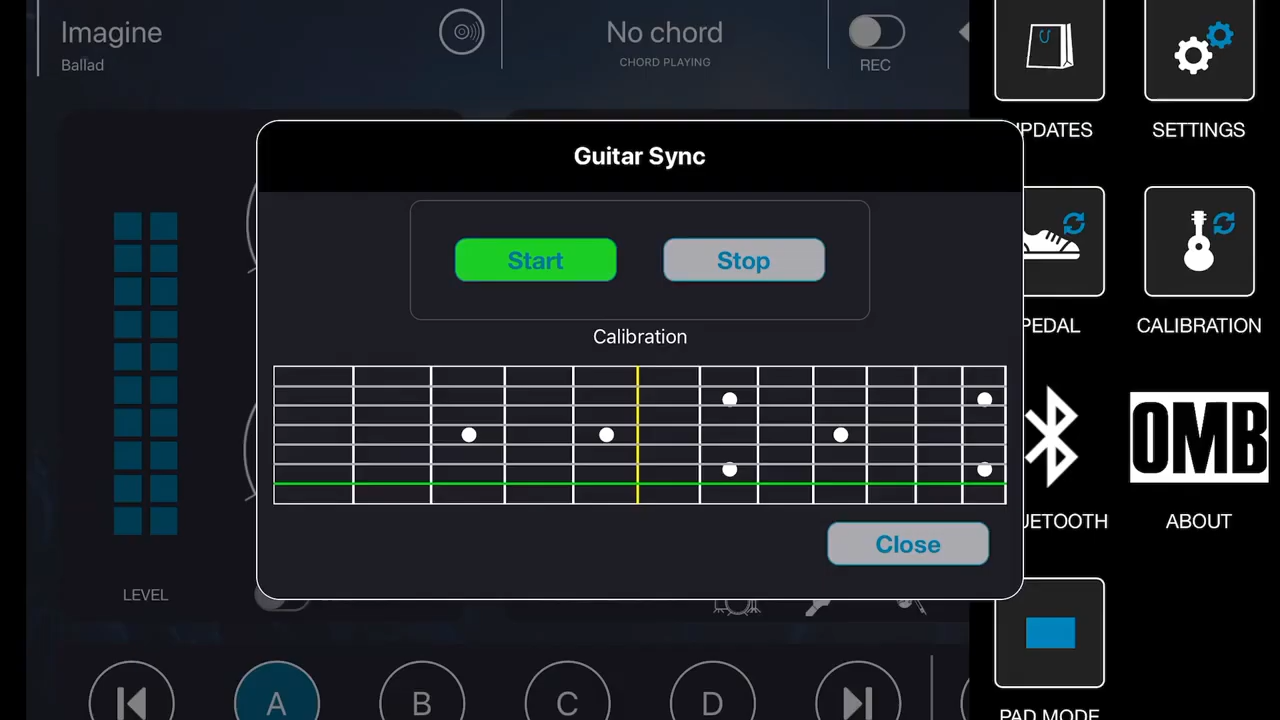 Imagine
Ballad
No chord
CHORD PLAYING
REC
UPDATES
SETTINGS
Guitar Sync
Start
Stop
Calibration
PEDAL
CALIBRATION
OMB
UETOOTH
ABOUT
Close
LEVEL
A
B
C
D
PAD MODE